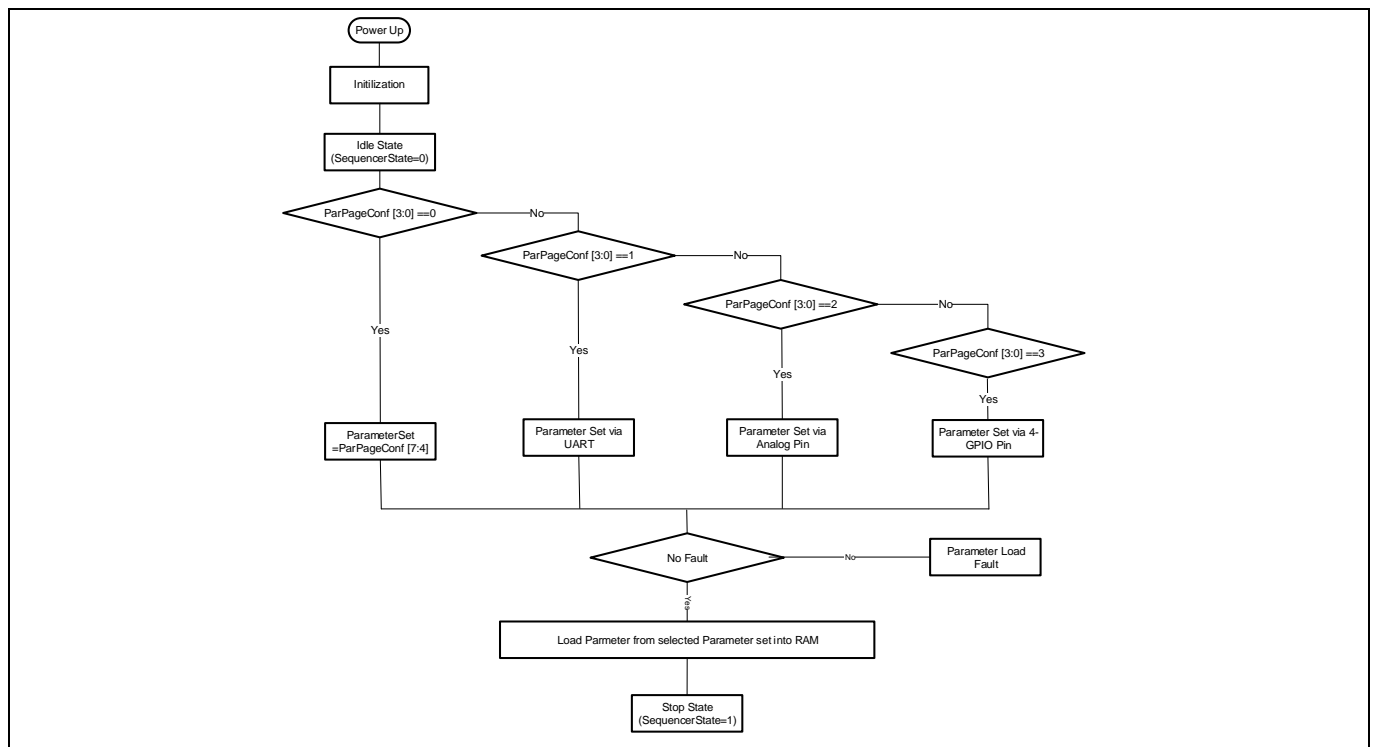 Power Up
Initilization
Idle State
(SequencerState=0)
ParPageConf [3:0] ==0
No
ParPageConf [3:0] ==1
No
ParPageConf [3:0] ==2
No
ParPageConf [3:0] ==3
Yes
Yes
Yes
Yes
ParameterSet
=ParPageConf [7:4]
Parameter Set via
UART
Parameter Set via
Analog Pin
Parameter Set via 4-
GPIO Pin
No Fault
No
Parameter Load
Fault
Yes
Load Parmeter from selected Parameter set into RAM
Stop State
(SequencerState=1)